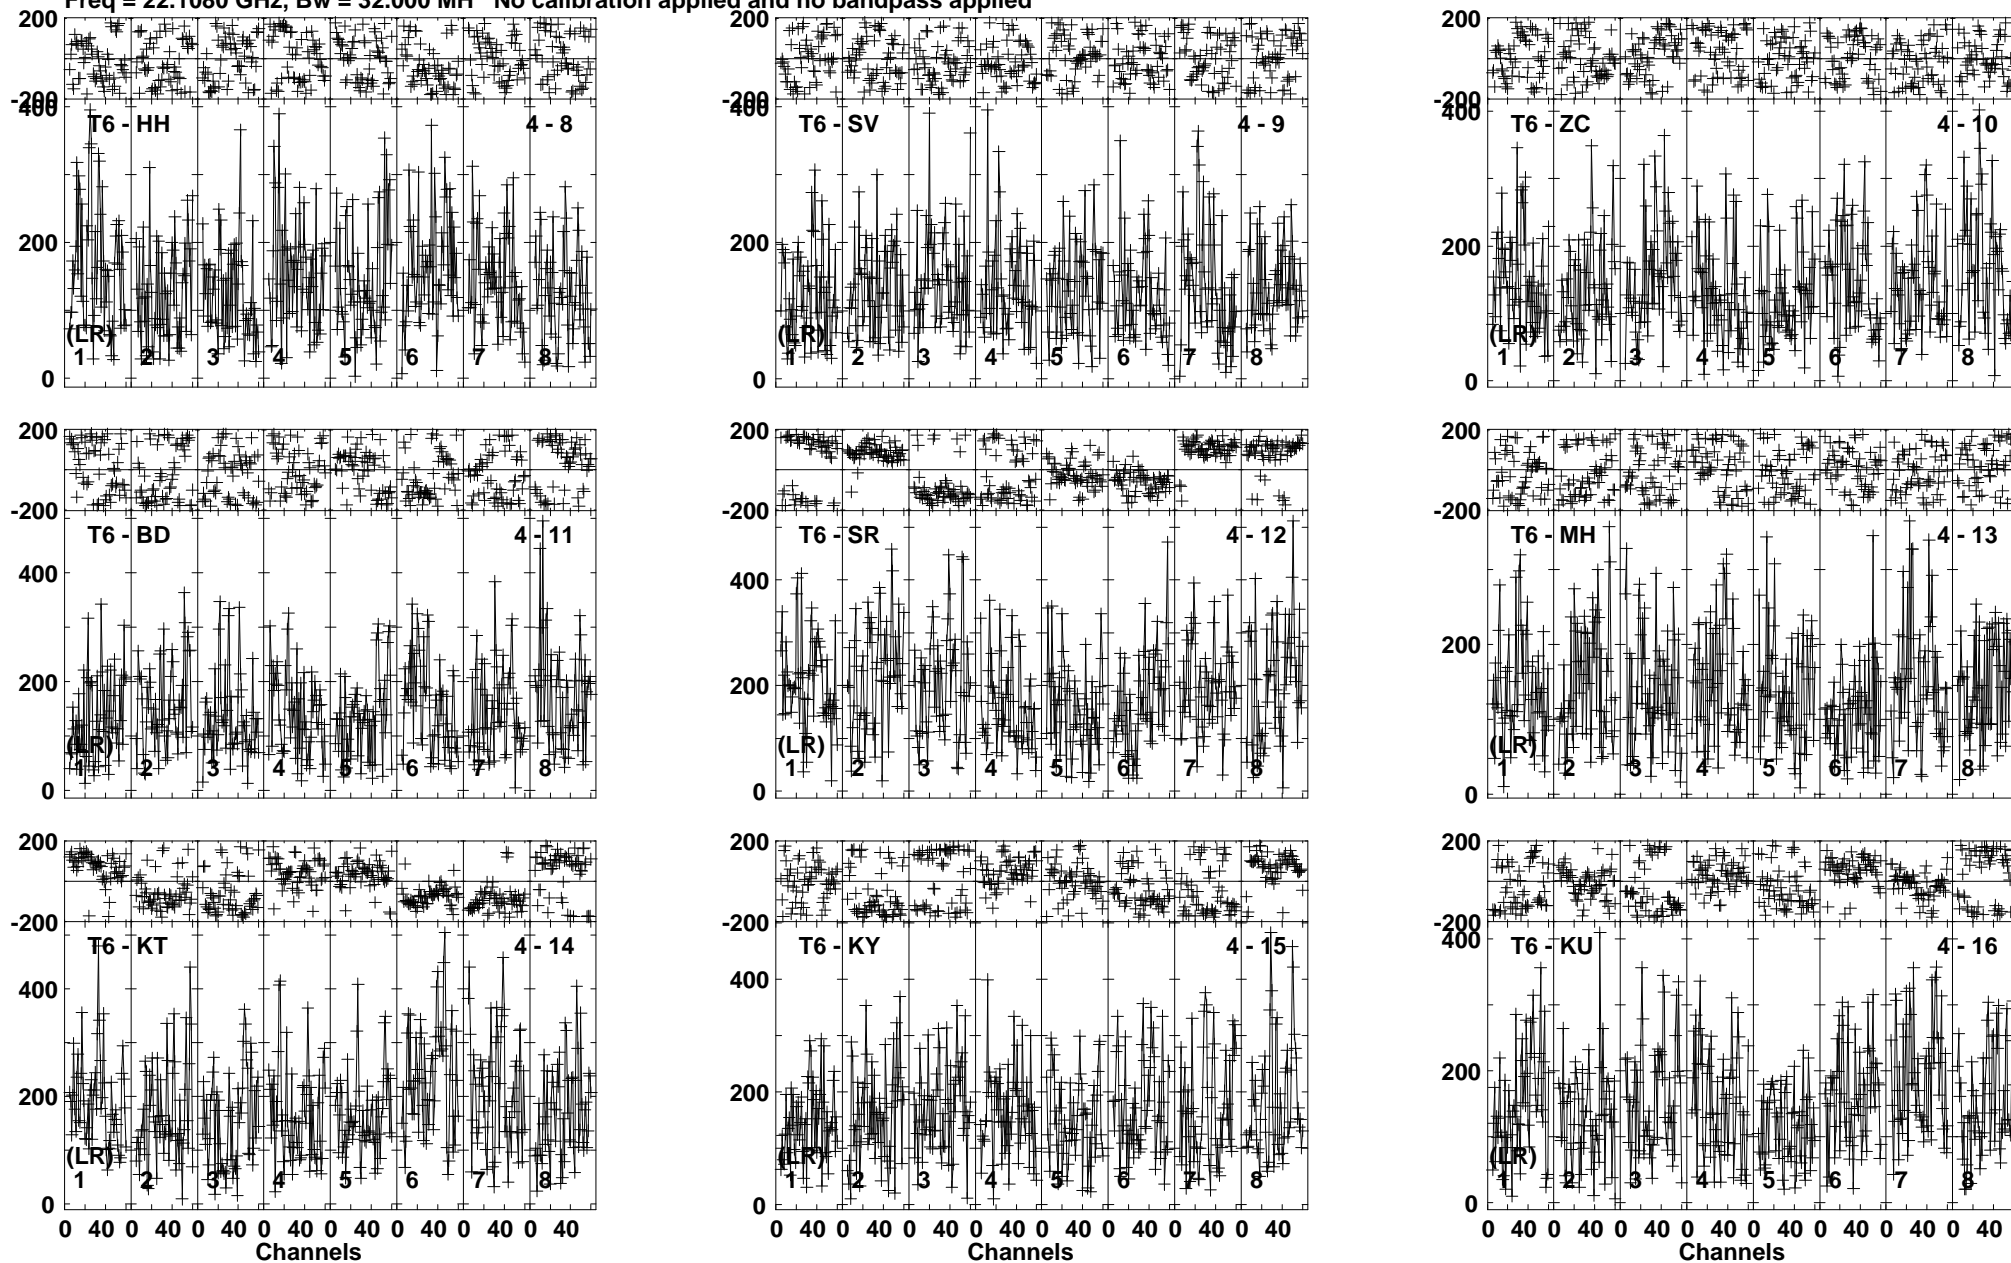 Freq = 22.1080 GHz, Bw = 32.000 MH No calibration applied and no bandpass applied
200 200 200
-200 -200 -200
400 400 400
T6 - HH 4 - 8 T6 - SV 4 - 9 T6 - ZC 4 - 10
200 200 200
(LR) (LR) (LR)
1 2 3 4 5 6 7 8 1 2 3 4 5 6 7 8 1 2 3 4 5 6 7 8
0 0 0
200 200 200
-200 -200 -200
T6 - BD 4 - 11 T6 - SR 4 - 12 T6 - MH 4 - 13
400 400
200 200 200
(LR) (LR) (LR)
1 2 3 4 5 6 7 8 1 2 3 4 5 6 7 8 1 2 3 4 5 6 7 8
0 0 0
200 200 200
-200 -200 -200
400
T6 - KT 4 - 14 T6 - KY 4 - 15 T6 - KU 4 - 16
400 400
200 200 200
(LR) (LR) (LR)
1 2 3 4 5 6 7 8 1 2 3 4 5 6 7 8 1 2 3 4 5 6 7 8
0 0 0
0 40 0 40 0 40 0 40 0 40 0 40 0 40 0 40 0 40 0 40 0 40 0 40 0 40 0 40 0 40 0 40 0 40 0 40 0 40 0 40 0 40 0 40 0 40 0 40
Channels Channels Channels